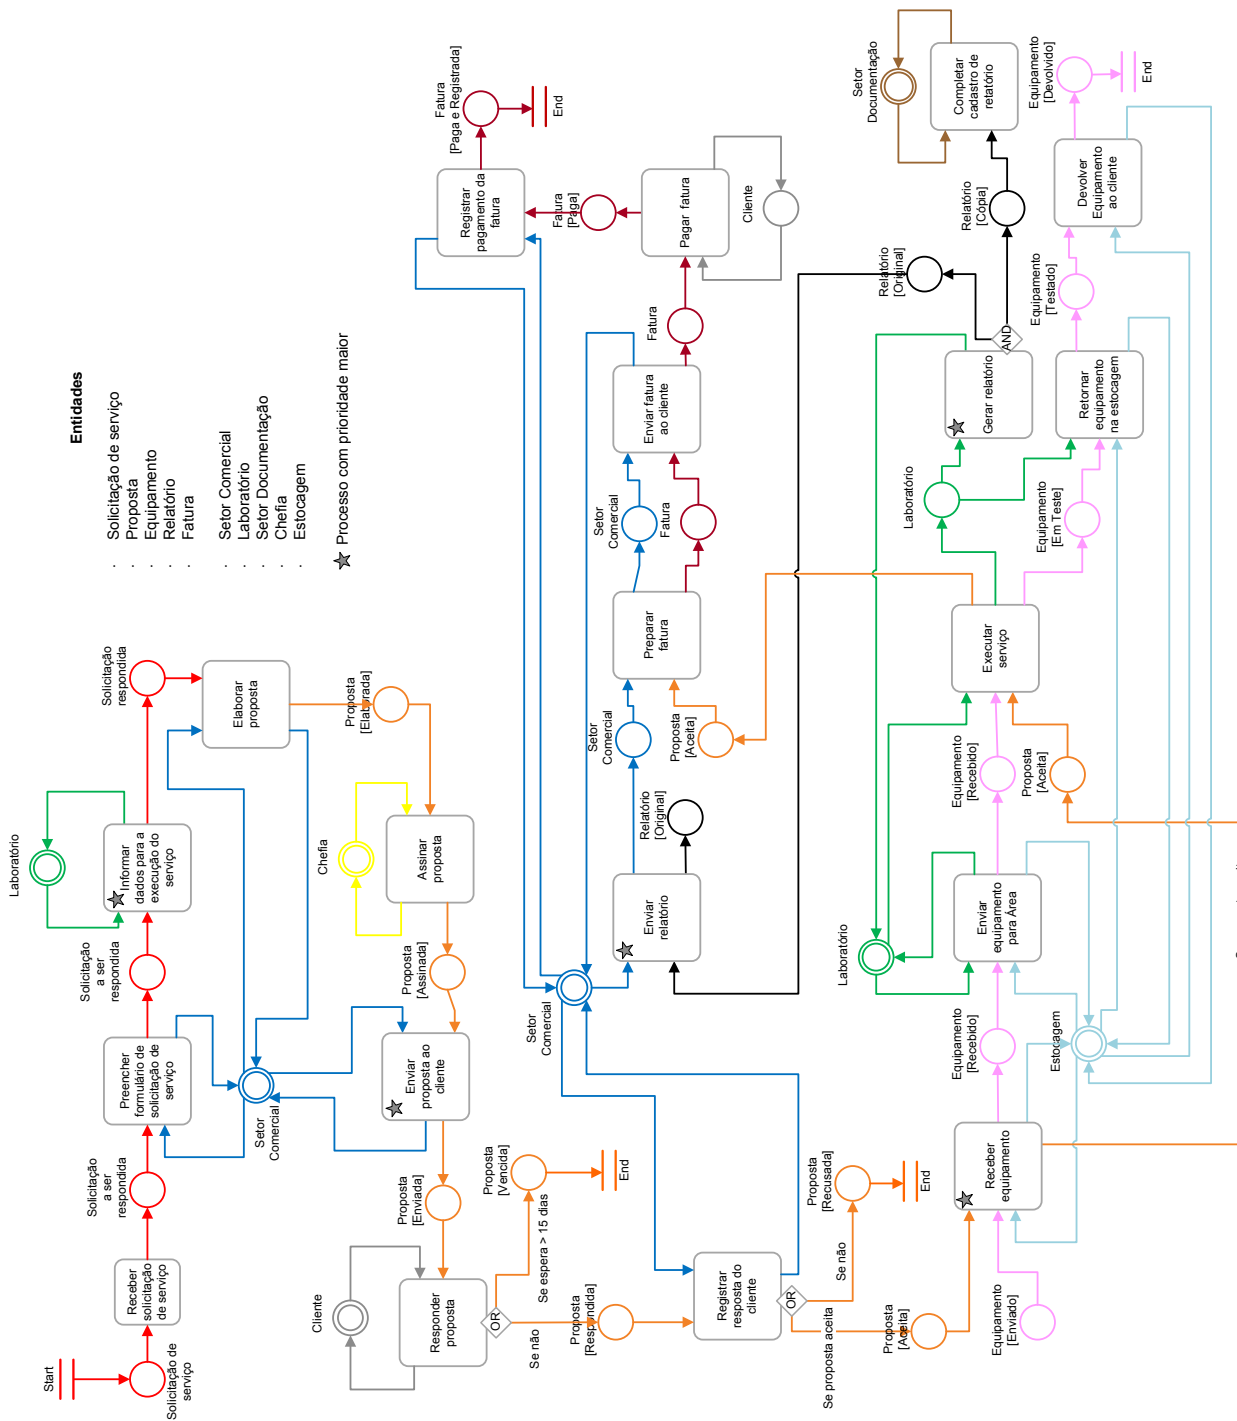 Start
Solicitação de
serviço
Receber
solicitação
de serviço
Solicitação
a ser
respondida
Preencher
formulário de
solicitação de
serviço
Solicitação
a ser
respondida
Laboratório
Informar
dados para a
execução do
serviço
Solicitação
respondida
Elaborar
proposta
Entidades
. Solicitação de serviço
. Proposta
. Equipamento
. Relatório
. Fatura
. Setor Comercial
. Laboratório
. Setor Documentação
. Chefia
. Estocagem
Processo com prioridade maior
Setor
Comercial
Proposta
[Elaborada]
Chefia
Assinar
proposta
Proposta
[Assinada]
Enviar
proposta ao
cliente
Proposta
[Enviada]
Cliente
Responder
proposta
OR
Proposta
[Vencida]
Se espera > 15 dias
End
Se não
Proposta
[Respondida]
Registrar
resposta do
cliente
OR
Se não
Proposta
[Recusada]
End
Se proposta aceita
Proposta
[Aceita]
Setor
Comercial
Enviar
relatório
Relatório
[Original]
Setor
Comercial
Proposta
[Aceita]
Preparar
fatura
Setor
Comercial
Fatura
Enviar fatura
ao cliente
Fatura
Pagar fatura
Cliente
Fatura
[Paga]
Registrar
pagamento da
fatura
Fatura
[Paga e Registrada]
End
Equipamento
[Enviado]
Receber
equipamento
Equipamento
[Recebido]
Estocagem
Laboratório
Enviar
equipamento
para Área
Equipamento
[Recebido]
Proposta
[Aceita]
Executar
serviço
Laboratório
Equipamento
[Em Teste]
Gerar relatório
AND
Relatório
[Original]
Relatório
[Cópia]
Setor
Documentação
Completar
cadastro de
retatório
Retornar
equipamento
na estocagem
Equipamento
[Testado]
Devolver
Equipamento
ao cliente
Equipamento
[Devolvido]
End